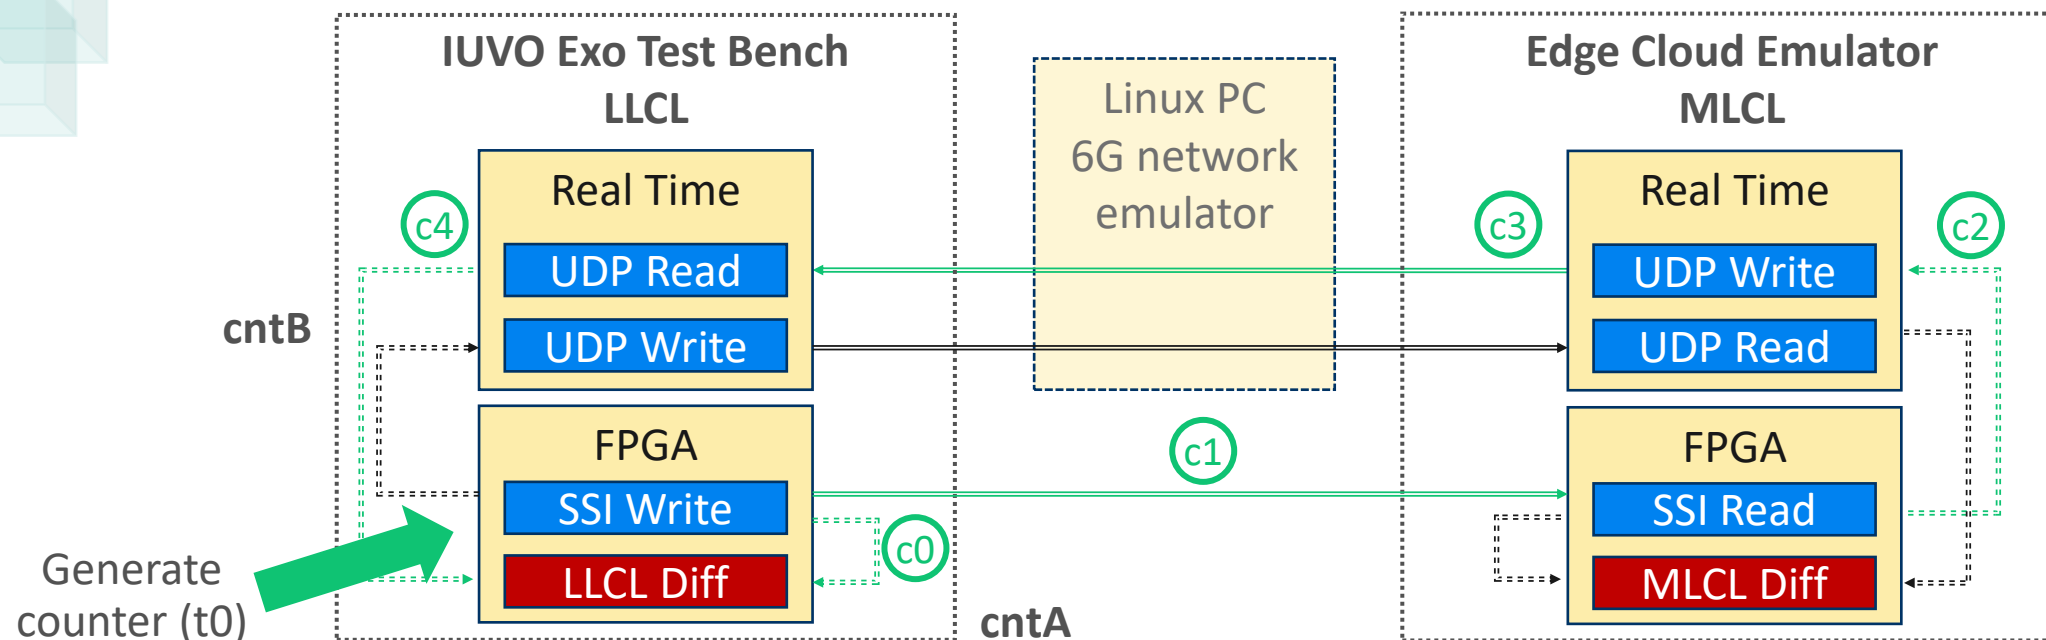 IUVO Exo Test Bench
LLCL
Real Time
c4
UDP Read
UDP Write
cntB
FPGA
SSI Write
LLCL Diff
c0
cntA
Generate
counter (t0)
Linux PC
6G network
emulator
c1
Edge Cloud Emulator
MLCL
Real Time
c3
c2
UDP Write
UDP Read
FPGA
SSI Read
MLCL Diff